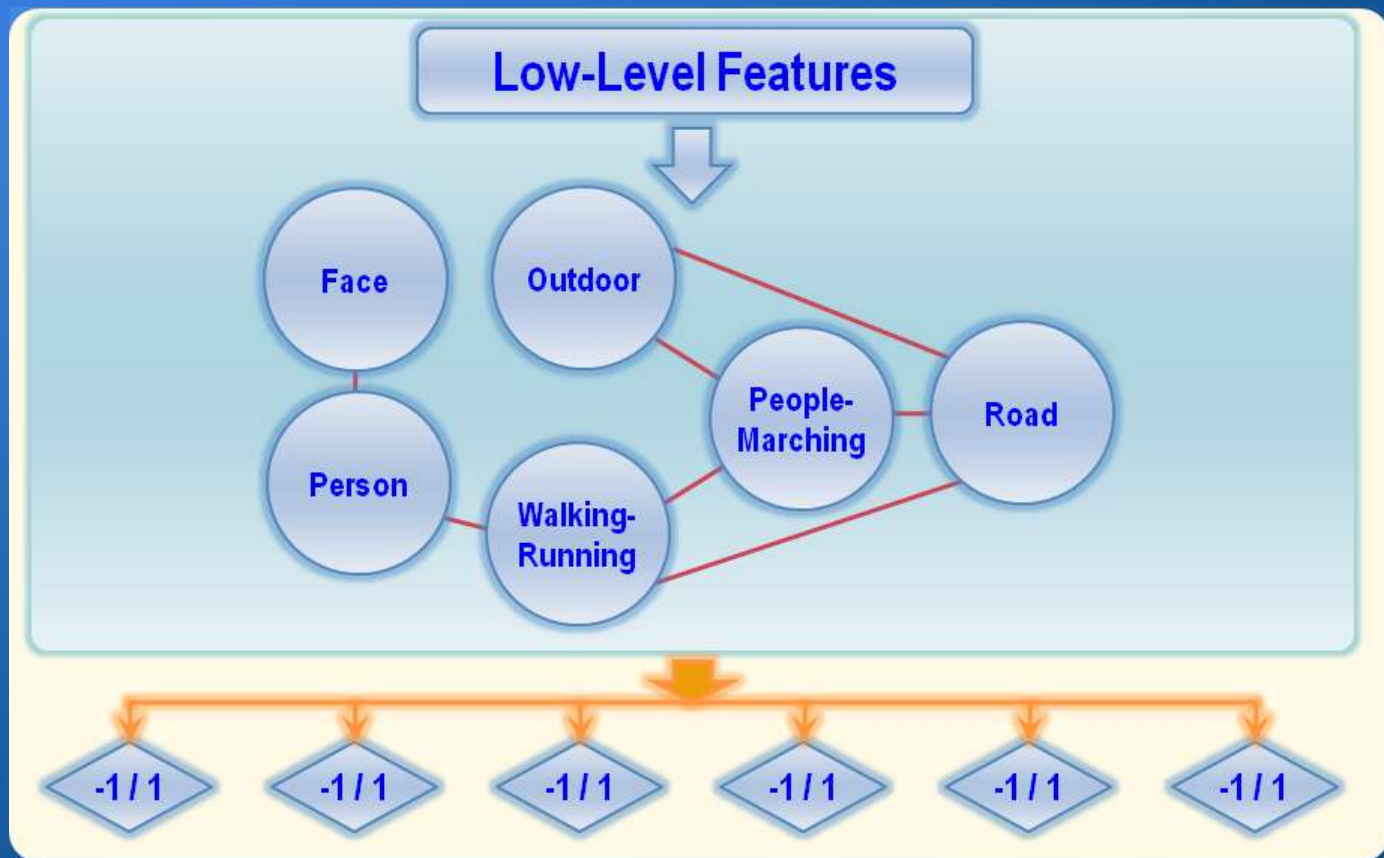 Low-Level Features
Face
Outdoor
People-
Marching
Road
Person
Walking-
Running
-1 / 1
-1 / 1
-1 / 1
-1 / 1
-1 / 1
-1 / 1